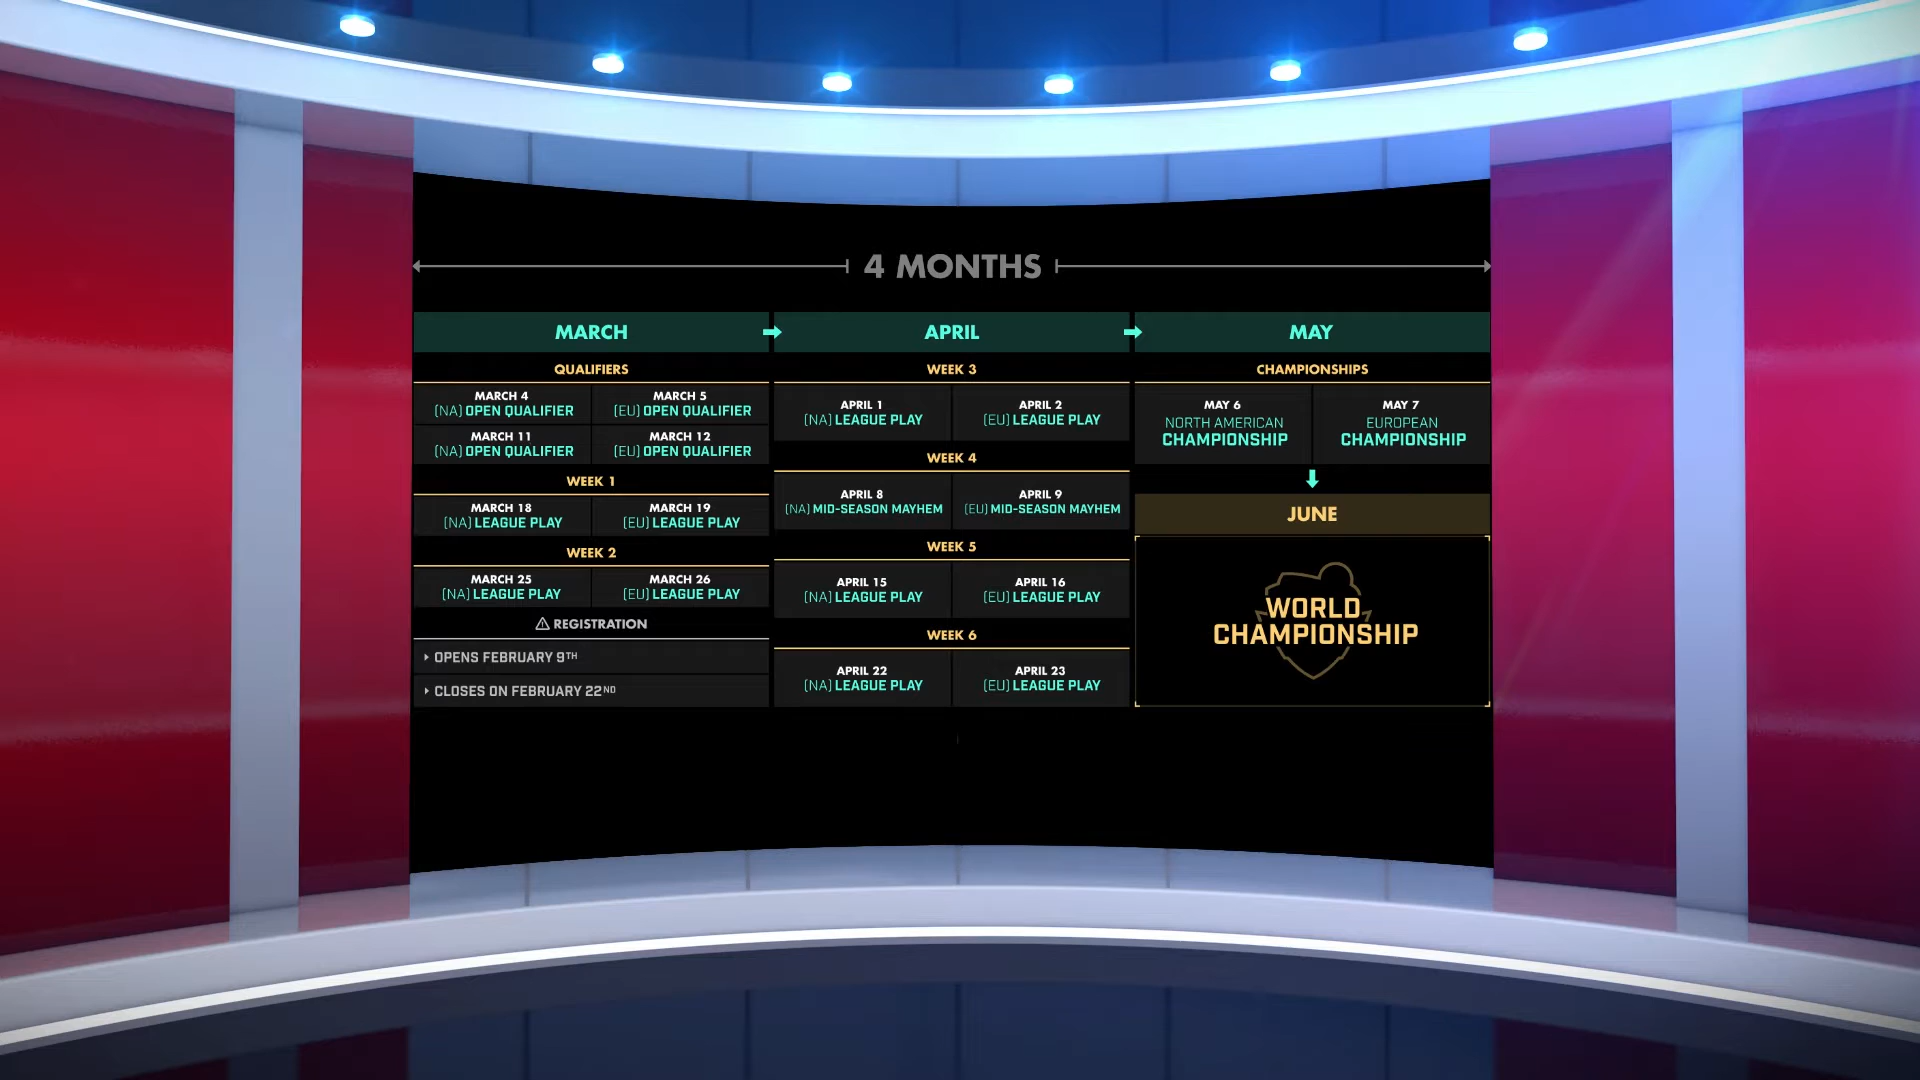 4 MONTHS
MARCH
QUALIFIERS
MARCH 4
[NA] OPEN QUALIFIER
MARCH 5
[EU] OPEN QUALIFIER
MARCH 11
[NA] OPEN QUALIFIER
MARCH 12
[EU] OPEN QUALIFIER
WEEK 1
MARCH 18
[NA] LEAGUE PLAY
MARCH 19
[EU] LEAGUE PLAY
WEEK 2
MARCH 25
[NA] LEAGUE PLAY
MARCH 26
[EU] LEAGUE PLAY
REGISTRATION
OPENS FEBRUARY 9TH
CLOSES ON FEBRUARY 22ND
APRIL
WEEK 3
APRIL 1
[NA] LEAGUE PLAY
APRIL 2
[EU] LEAGUE PLAY
WEEK 4
APRIL 8
[NA] MID-SEASON MAYHEM
APRIL 9
[EU] MID-SEASON MAYHEM
WEEK 5
APRIL 15
[NA] LEAGUE PLAY
APRIL 16
[EU] LEAGUE PLAY
WEEK 6
APRIL 22
[NA] LEAGUE PLAY
APRIL 23
[EU] LEAGUE PLAY
MAY
CHAMPIONSHIPS
MAY 6
NORTH AMERICAN
CHAMPIONSHIP
MAY 7
EUROPEAN
CHAMPIONSHIP
JUNE
WORLD
CHAMPIONSHIP